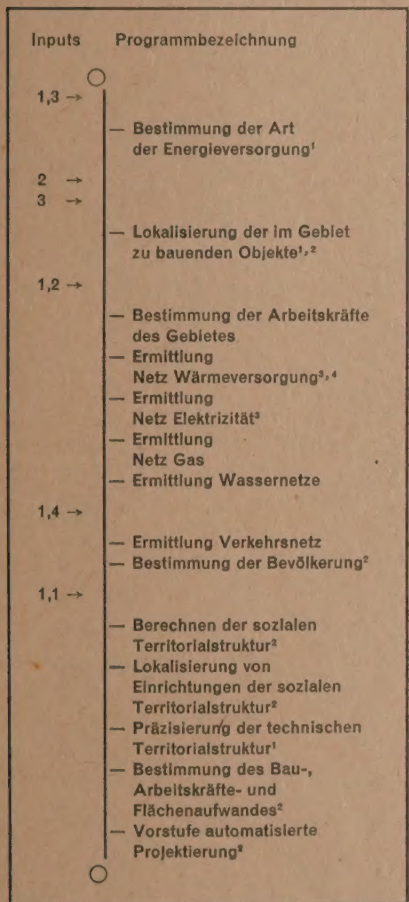 Inputs Programmbezeichnung
1,3 →
— Bestimmung der Art
der Energieversorgung¹
2 →
3 →
— Lokalisierung der im Gebiet
zu bauenden Objekte¹,²
1,2 →
— Bestimmung der Arbeitskräfte
des Gebietes
— Ermittlung
Netz Wärmeversorgung³,⁴
— Ermittlung
Netz Elektrizität³
— Ermittlung
Netz Gas
— Ermittlung Wassernetze
1,4 →
— Ermittlung Verkehrsnetz
— Bestimmung der Bevölkerung²
1,1 →
— Berechnen der sozialen
Territorialstruktur²
— Lokalisierung von
Einrichtungen der sozialen
Territorialstruktur²
— Präzisierung der technischen
Territorialstruktur¹
— Bestimmung des Bau-,
Arbeitskräfte- und
Flächenaufwandes²
— Vorstufe automatisierte
Projektierung